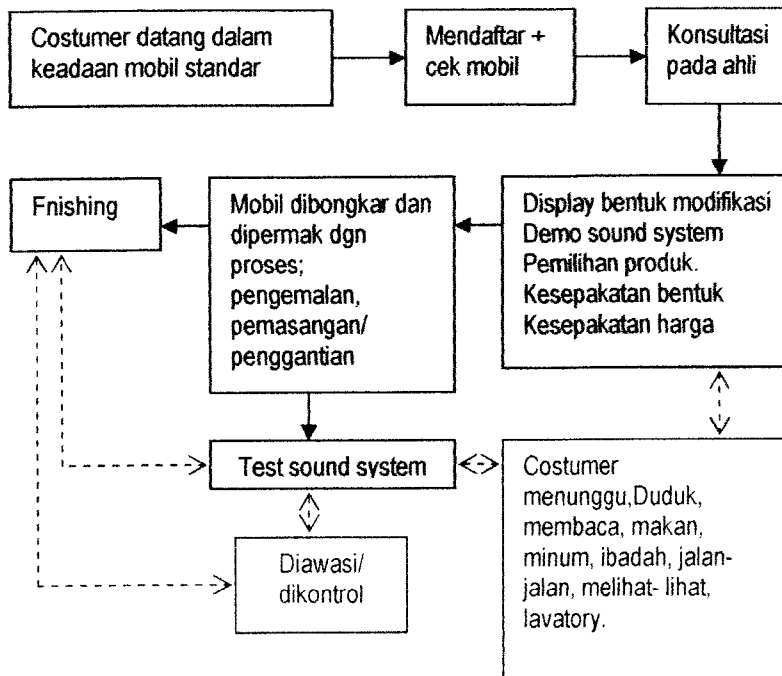 Costumer datang dalam
keadaan mobil standar
Mendaftar +
cek mobil
Konsultasi
pada ahli
Fnishing
Mobil dibongkar dan
dipermak dgn
proses;
pengemalan,
pemasangan/
penggantian
Display bentuk modifikasi
Demo sound system
Pemilihan produk.
Kesepakatan bentuk
Kesepakatan harga
Test sound system
Costumer
menunggu,Duduk,
membaca, makan,
minum, ibadah, jalan-
jalan, melihat- lihat,
lavatory.
Diawasi/
dikontrol